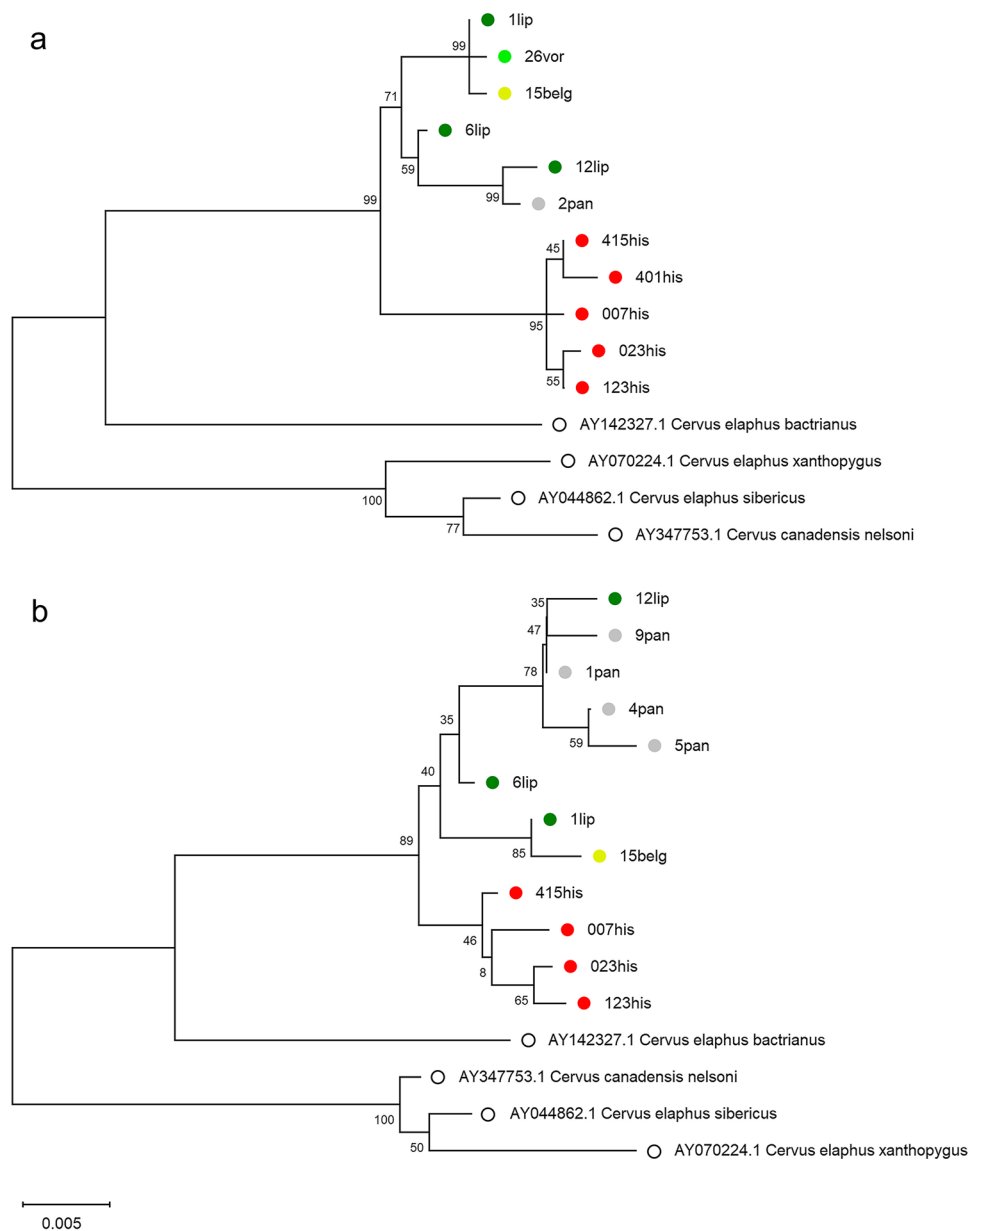 a
1lip
99
26vor
15belg
71
6lip
59
12lip
99
2pan
99
415his
45
401his
007his
95
023his
55
123his
AY142327.1 Cervus elaphus bactrianus
AY070224.1 Cervus elaphus xanthopygus
100
AY044862.1 Cervus elaphus sibericus
77
AY347753.1 Cervus canadensis nelsoni
b
35
12lip
47
9pan
78
1pan
4pan
35
59
5pan
40
6lip
1lip
89
85
15belg
415his
46
007his
8
023his
65
123his
AY142327.1 Cervus elaphus bactrianus
AY347753.1 Cervus canadensis nelsoni
100
AY044862.1 Cervus elaphus sibericus
50
AY070224.1 Cervus elaphus xanthopygus
0.005